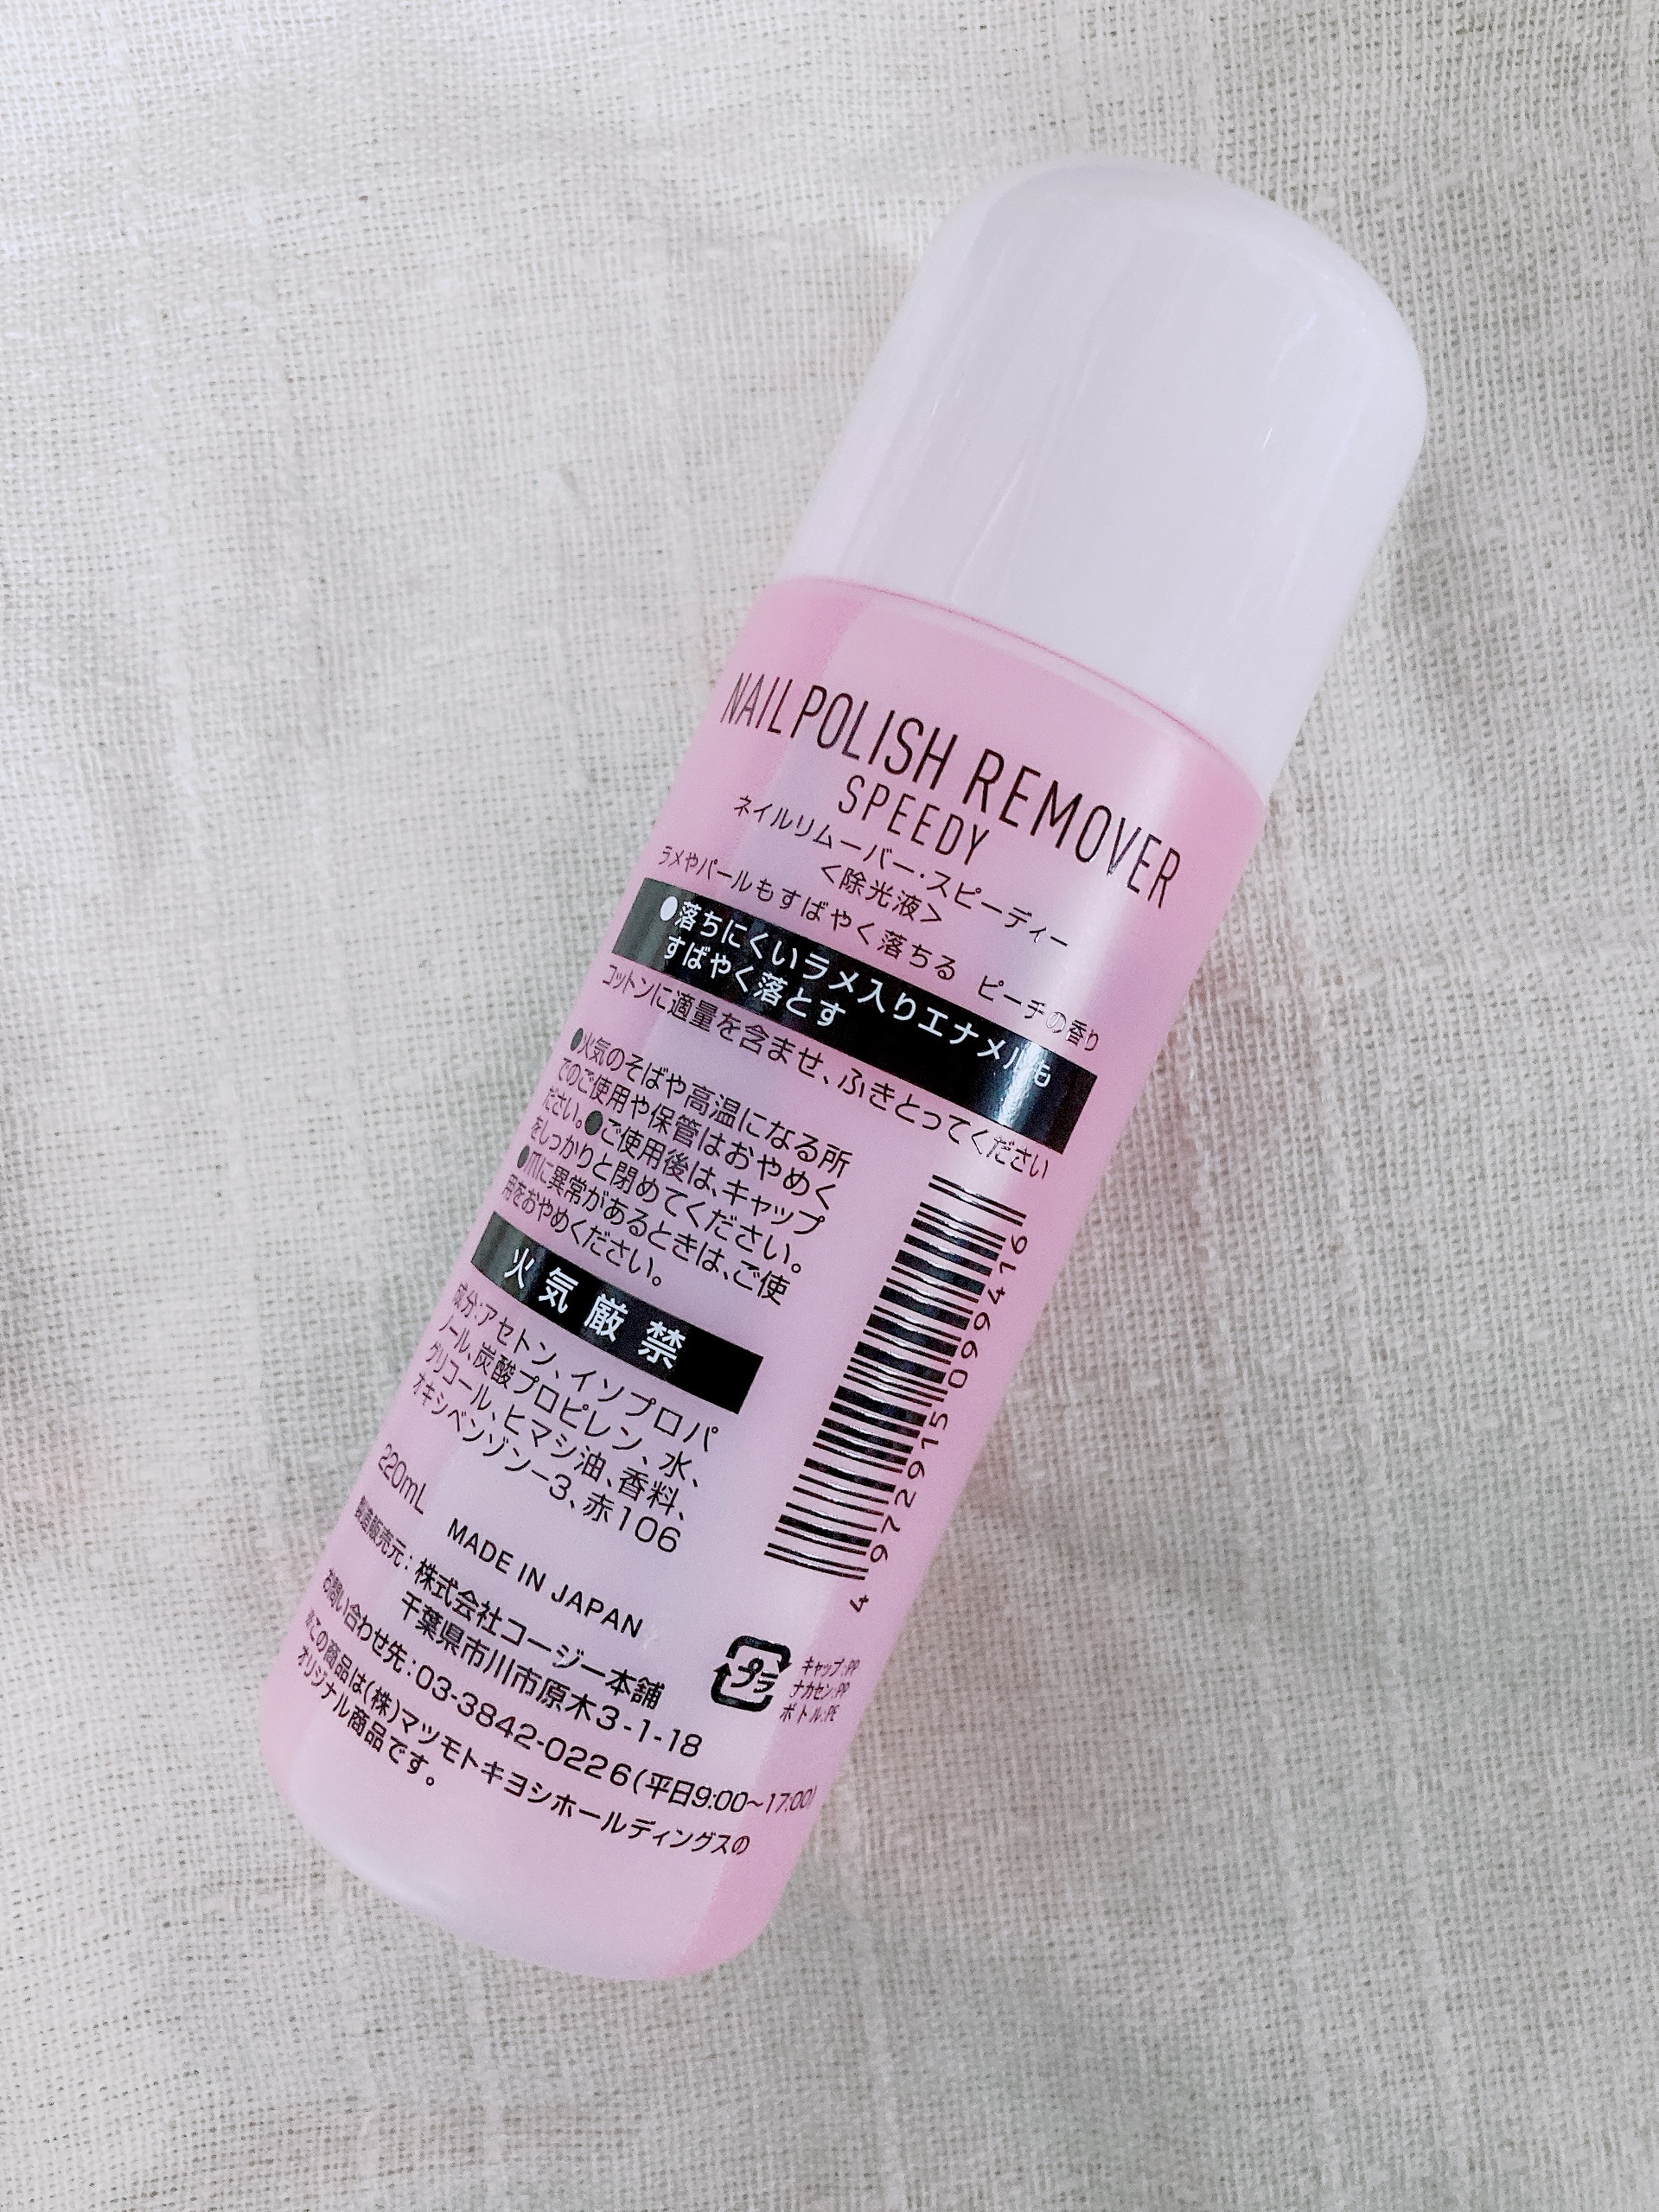 NAIL POLISH REMOVER
SPEEDY
ネイルリムーバー・スピーディー
<除光液>
ラメやパールもすばやく落ちる ピーチの香り
●落ちにくいラメ入りエナメルも
すばやく落とす
コットンに適量を含ませ、ふきとってください
●火気のそばや高温になる所
でのご使用や保管はおやめく
ださい。●ご使用後は、キャップ
をしっかりと閉めてください。
●爪に異常があるときは、ご使
用をおやめください。
火気厳禁
成分:アセトン、イソプロパ
ノール、炭酸プロピレン、水、
グリコール、ヒマシ油、香料、
オキシベンゾン-3、赤106
220mL
MADE IN JAPAN
製造販売元:株式会社コージー本舗
千葉県市川市原木3-1-18
お問い合わせ先:03-3842-0226(平日9:00~17:00)
※この商品は(株)マツモトキヨシホールディングスの
オリジナル商品です。
プラ
キャップ:PP
ナカセン:PP
ボトル:PE
4 972915 066416